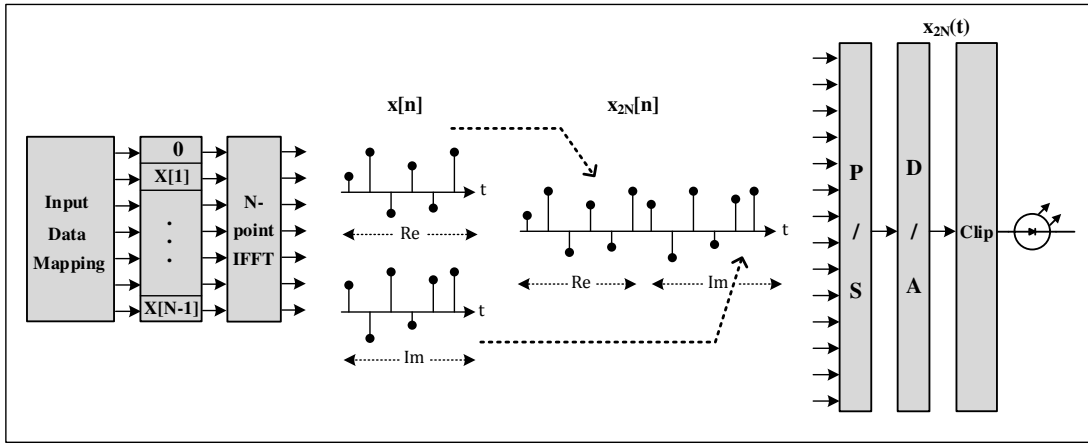 x₂N(t)
x[n]
x₂N[n]
Input
Data
Mapping
0
X[1]
X[N-1]
N-
point
IFFT
t
Re
t
Im
t
Re
Im
P
/
S
D
/
A
Clip